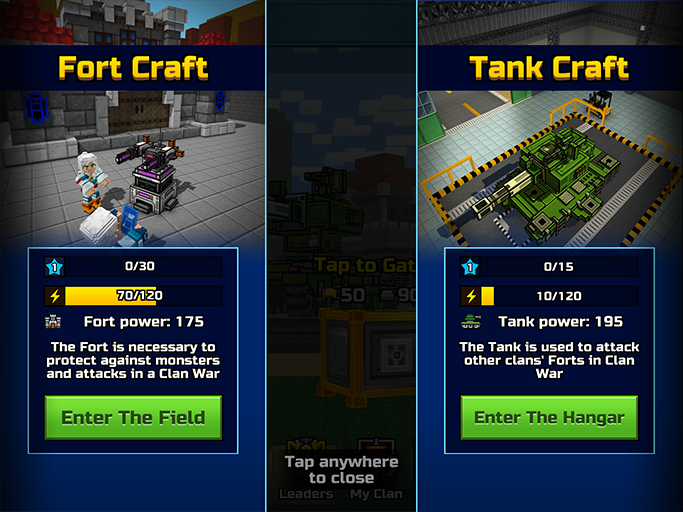 Fort Craft
1
0/30
70/120
Fort power: 175
The Fort is necessary to
protect against monsters
and attacks in a Clan War
Enter The Field
Tap to Gat
50
90
Tap anywhere
to close
Leaders
My Clan
Tank Craft
1
0/15
10/120
Tank power: 195
The Tank is used to attack
other clans' Forts in Clan
War
Enter The Hangar